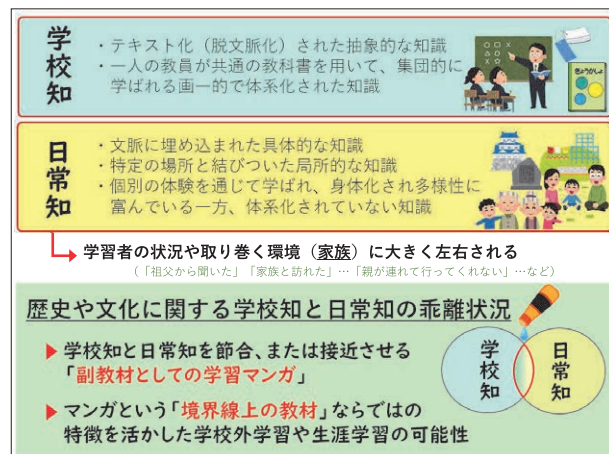 学校知
・テキスト化（脱文脈化）された抽象的な知識
・一人の教員が共通の教科書を用いて、集団的に
学ばれる画一的で体系化された知識
きょうかしょ
日常知
・文脈に埋め込まれた具体的な知識
・特定の場所と結びついた局所的な知識
・個別の体験を通じて学ばれ、身体化され多様性に
富んでいる一方、体系化されていない知識
学習者の状況や取り巻く環境（家族）に大きく左右される
（「祖父から聞いた」「家族と訪れた」…「親が連れて行ってくれない」…など）
歴史や文化に関する学校知と日常知の乖離状況
▶ 学校知と日常知を節合、または接近させる
「副教材としての学習マンガ」
▶ マンガという「境界線上の教材」ならではの
特徴を活かした学校外学習や生涯学習の可能性
学校知
日常知